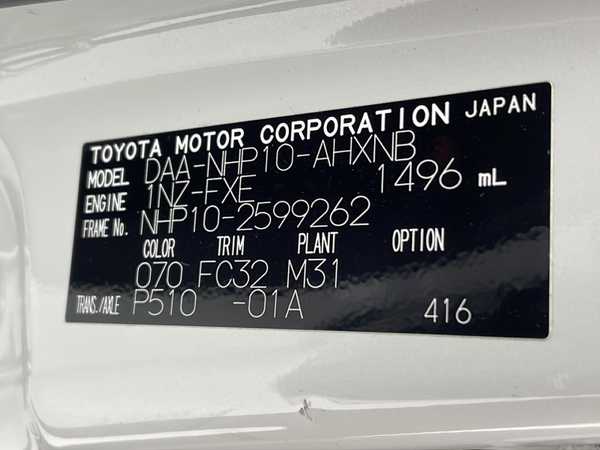 TOYOTA MOTOR CORPORATION JAPAN
MODEL DAA-NHP10-AHXNB
ENGINE 1NZ-FXE 1496 mL
FRAME No. NHP10-2599262
COLOR TRIM PLANT OPTION
070 FC32 M31
TRANS./AXLE P510 -01A 416